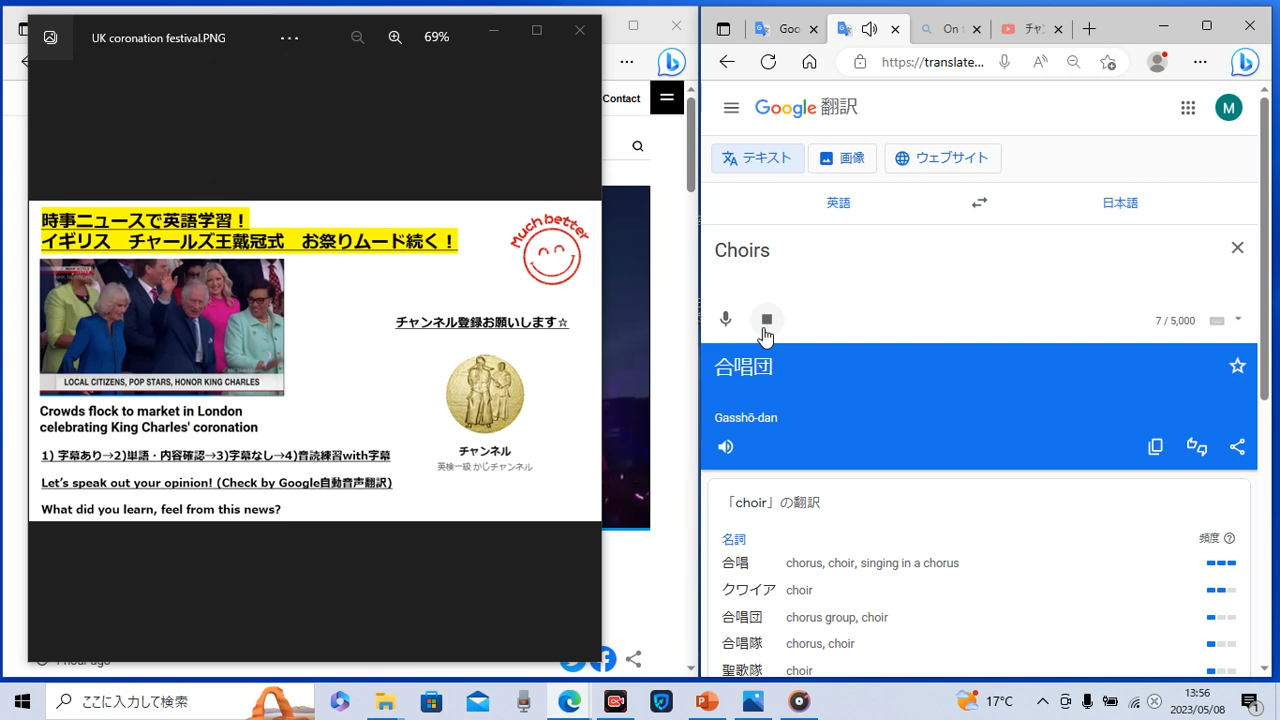 UK coronation festival.PNG
69%
Contact
時事ニュースで英語学習！
イギリス　チャールズ王戴冠式　お祭りムード続く！
Much better
LOCAL CITIZENS, POP STARS, HONOR KING CHARLES
チャンネル登録お願いします☆
チャンネル
英検一級 かじチャンネル
Crowds flock to market in London
celebrating King Charles' coronation
1) 字幕あり→2)単語・内容確認→3)字幕なし→4)音読練習with字幕
Let's speak out your opinion! (Check by Google自動音声翻訳)
What did you learn, feel from this news?
Goo
On t
チャン
https://translate...
Google 翻訳
M
テキスト
画像
ウェブサイト
英語
日本語
Choirs
7 / 5,000
合唱団
Gasshō-dan
「choir」の翻訳
名詞
頻度
合唱 chorus, choir, singing in a chorus
クワイア choir
合唱団 chorus group, choir
合唱隊 chorus, choir
聖歌隊 choir
ここに入力して検索
17°C
13:56
2023/05/08
1